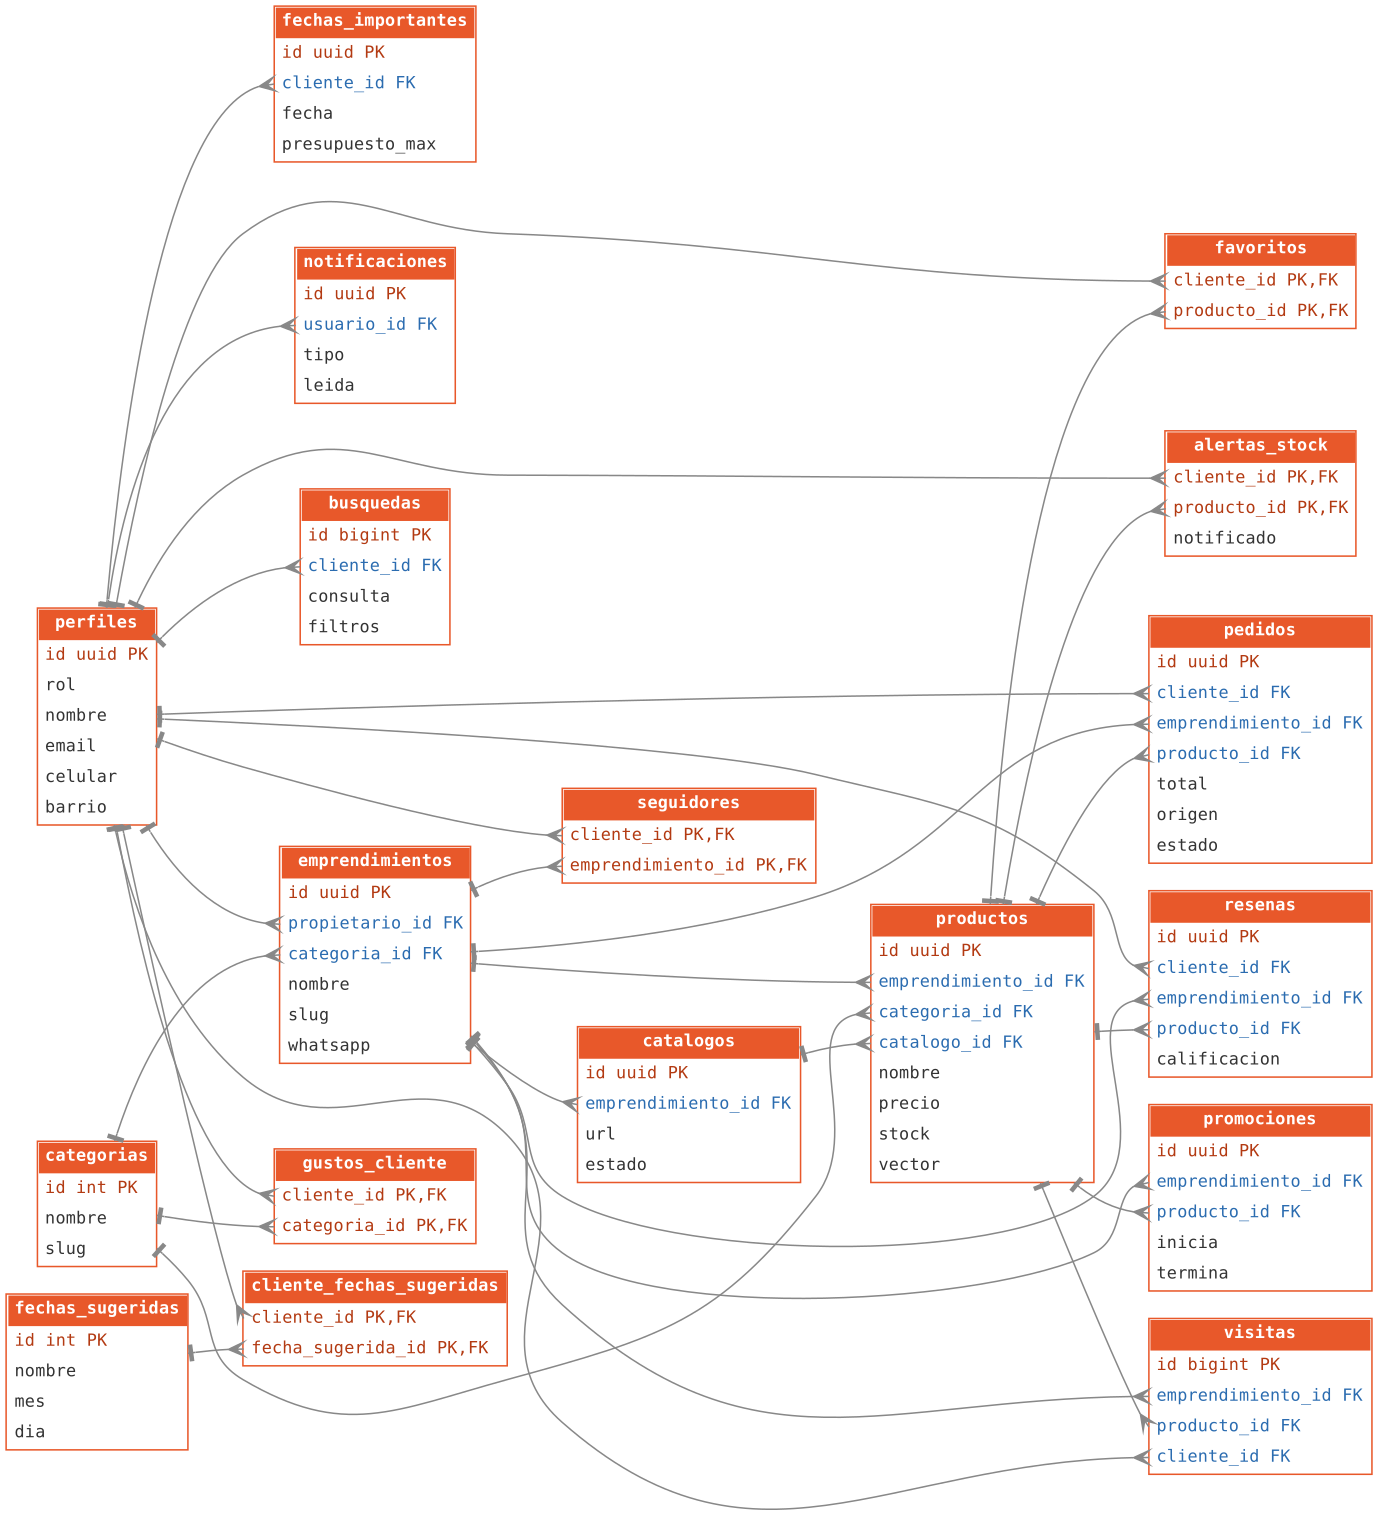 fechas_importantes
id uuid PK
cliente_id FK
fecha
presupuesto_max
favoritos
cliente_id PK,FK
producto_id PK,FK
notificaciones
id uuid PK
usuario_id FK
tipo
leida
alertas_stock
cliente_id PK,FK
producto_id PK,FK
notificado
busquedas
id bigint PK
cliente_id FK
consulta
filtros
perfiles
id uuid PK
rol
nombre
email
celular
barrio
pedidos
id uuid PK
cliente_id FK
emprendimiento_id FK
producto_id FK
total
origen
estado
seguidores
cliente_id PK,FK
emprendimiento_id PK,FK
emprendimientos
id uuid PK
propietario_id FK
categoria_id FK
nombre
slug
whatsapp
productos
id uuid PK
emprendimiento_id FK
categoria_id FK
catalogo_id FK
nombre
precio
stock
vector
resenas
id uuid PK
cliente_id FK
emprendimiento_id FK
producto_id FK
calificacion
catalogos
id uuid PK
emprendimiento_id FK
url
estado
promociones
id uuid PK
emprendimiento_id FK
producto_id FK
inicia
termina
categorias
id int PK
nombre
slug
gustos_cliente
cliente_id PK,FK
categoria_id PK,FK
cliente_fechas_sugeridas
cliente_id PK,FK
fecha_sugerida_id PK,FK
fechas_sugeridas
id int PK
nombre
mes
dia
visitas
id bigint PK
emprendimiento_id FK
producto_id FK
cliente_id FK